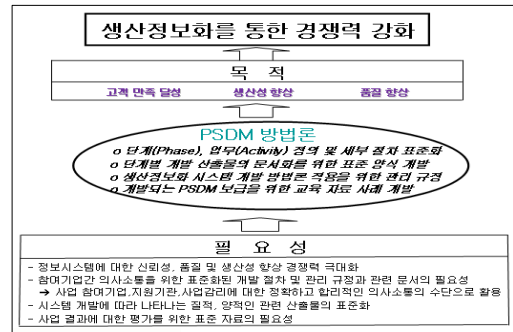 생산정보화를 통한 경쟁력 강화
목 적
고객 만족 달성 생산성 향상 품질 향상
PSDM 방법론
o 단계(Phase), 업무(Activity) 정의 및 세부 절차 표준화
o 단계별 개발 산출물의 문서화를 위한 표준 양식 개발
o 생산정보화 시스템 개발 방법론 적용을 위한 관리 규정
o 개발되는 PSDM 보급을 위한 교육 자료 사례 개발
필 요 성
- 정보시스템에 대한 신뢰성, 품질 및 생산성 향상 경쟁력 극대화
- 참여기업간 의사소통을 위한 표준화된 개발 절차 및 관리 규정과 관련 문서의 필요성
→ 사업 참여기업,지원기관,사업감리에 대한 정확하고 합리적인 의사소통의 수단으로 활용
- 시스템 개발에 따라 나타나는 질적, 양적인 관련 산출물의 표준화
- 사업 결과에 대한 평가를 위한 표준 자료의 필요성